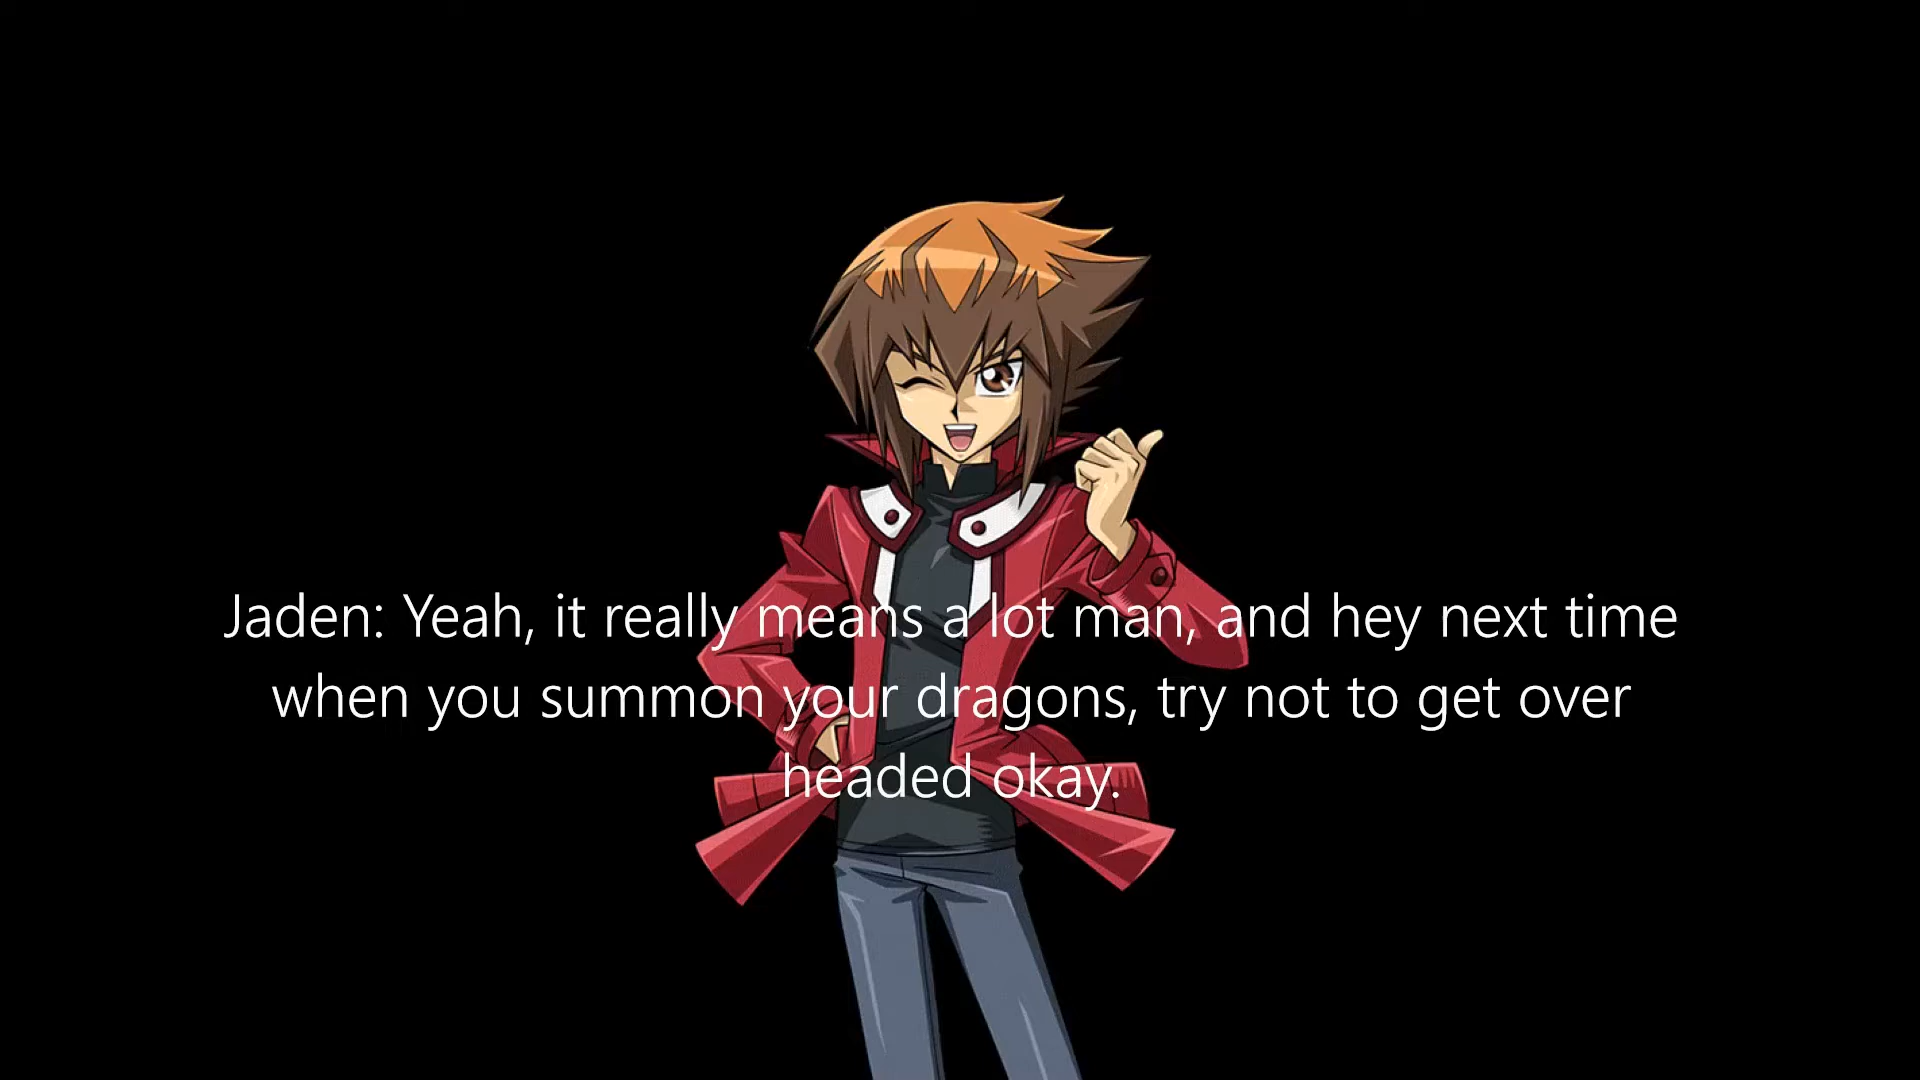 Jaden: Yeah, it really means a lot man, and hey next time
when you summon your dragons, try not to get over
headed okay.